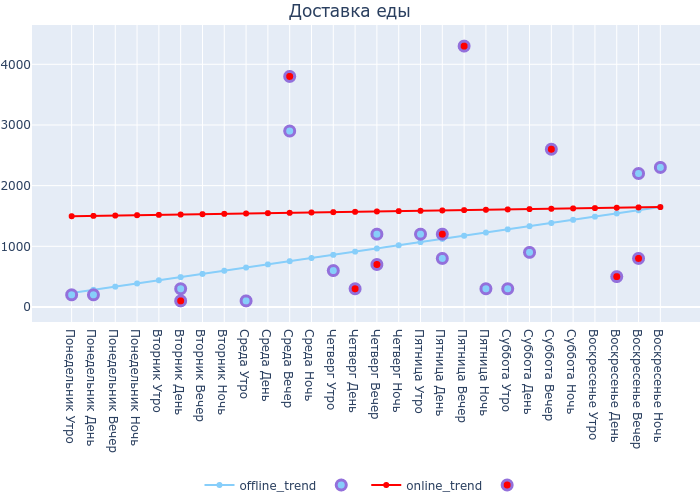 Доставка еды
4000
3000
2000
1000
0
Понедельник Утро
Понедельник День
Понедельник Вечер
Понедельник Ночь
Вторник Утро
Вторник День
Вторник Вечер
Вторник Ночь
Среда Утро
Среда День
Среда Вечер
Среда Ночь
Четверг Утро
Четверг День
Четверг Вечер
Четверг Ночь
Пятница Утро
Пятница День
Пятница Вечер
Пятница Ночь
Суббота Утро
Суббота День
Суббота Вечер
Суббота Ночь
Воскресенье Утро
Воскресенье День
Воскресенье Вечер
Воскресенье Ночь
offline_trend
online_trend